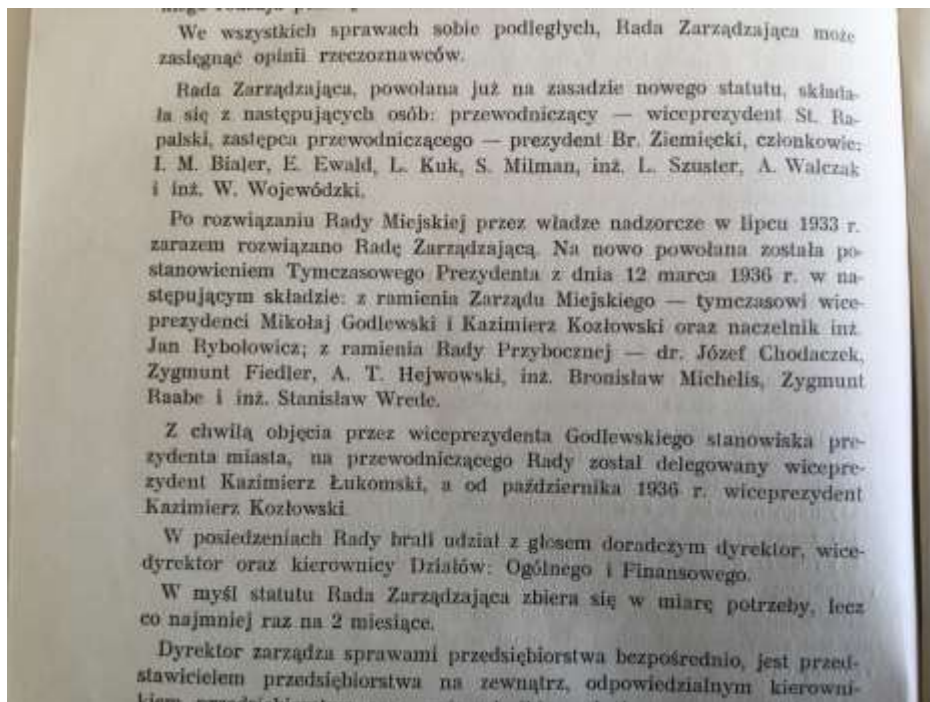 We wszystkich sprawach sobie podległych, Rada Zarządzająca może
zasięgnąć opinii rzeczoznawców.
Rada Zarządzająca, powołana już na zasadzie nowego statutu, składa-
ła się z następujących osób: przewodniczący — wiceprezydent St. Ra-
palski, zastępca przewodniczącego — prezydent Br. Ziemięcki, członkowie:
I. M. Bialer, E. Ewald, L. Kuk, S. Milman, inż. L. Szuster, A. Walczak
i inż. W. Wojewódzki.
Po rozwiązaniu Rady Miejskiej przez władze nadzorcze w lipcu 1933 r.
zarazem rozwiązano Radę Zarządzającą. Na nowo powołana została po-
stanowieniem Tymczasowego Prezydenta z dnia 12 marca 1936 r. w na-
stępującym składzie: z ramienia Zarządu Miejskiego — tymczasowi wice-
prezydenci Mikołaj Godlewski i Kazimierz Kozłowski oraz naczelnik inż.
Jan Rybołowicz; z ramienia Rady Przybocznej — dr. Józef Chodaczek,
Zygmunt Fiedler, A. T. Hejwowski, inż. Bronisław Michelis, Zygmunt
Raabe i inż. Stanisław Wrede.
Z chwilą objęcia przez wiceprezydenta Godlewskiego stanowiska pre-
zydenta miasta, na przewodniczącego Rady został delegowany wicepre-
zydent Kazimierz Łukomski, a od października 1936 r. wiceprezydent
Kazimierz Kozłowski.
W posiedzeniach Rady brali udział z głosem doradczym dyrektor, wice-
dyrektor oraz kierownicy Działów: Ogólnego i Finansowego.
W myśl statutu Rada Zarządzająca zbiera się w miarę potrzeby, lecz
co najmniej raz na 2 miesiące.
Dyrektor zarządza sprawami przedsiębiorstwa bezpośrednio, jest przed-
stawicielem przedsiębiorstwa na zewnątrz, odpowiedzialnym kierowni-